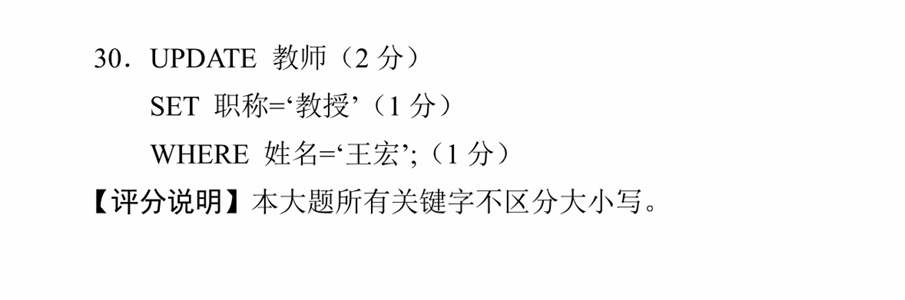 30．UPDATE 教师（2 分）
SET 职称=‘教授’（1 分）
WHERE 姓名=‘王宏’;（1 分）
【评分说明】本大题所有关键字不区分大小写。